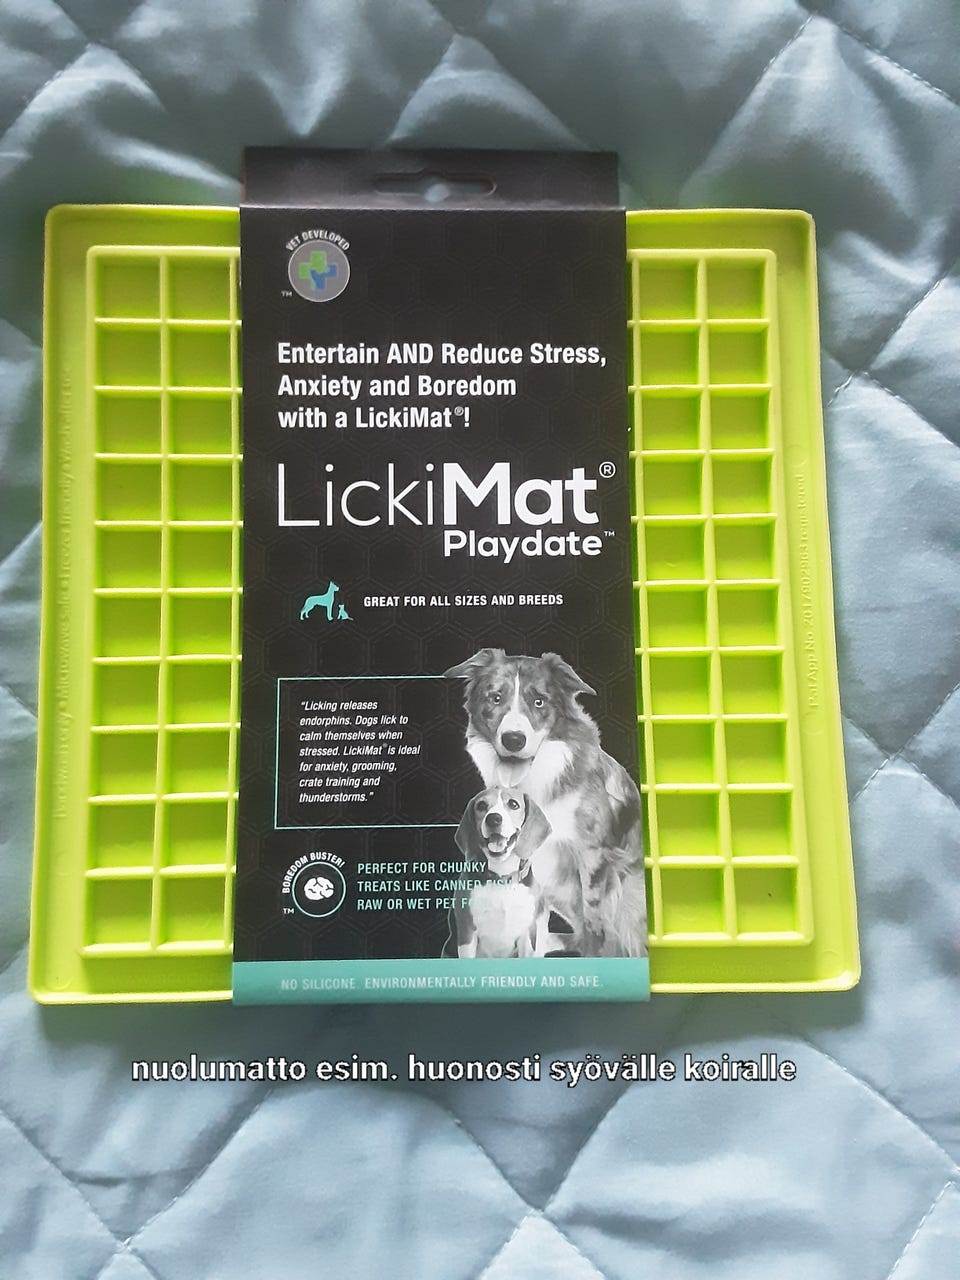 VET DEVELOPED
TM
Entertain AND Reduce Stress,
Anxiety and Boredom
with a LickiMat®!
LickiMat®
Playdate™
GREAT FOR ALL SIZES AND BREEDS
"Licking releases
endorphins. Dogs lick to
calm themselves when
stressed. LickiMat® is ideal
for anxiety, grooming,
crate training and
thunderstorms."
BOREDOM BUSTER!
TM
PERFECT FOR CHUNKY
TREATS LIKE CANNED FISH,
RAW OR WET PET
NO SILICONE. ENVIRONMENTALLY FRIENDLY AND SAFE.
nuolumatto esim. huonosti syövälle koiralle